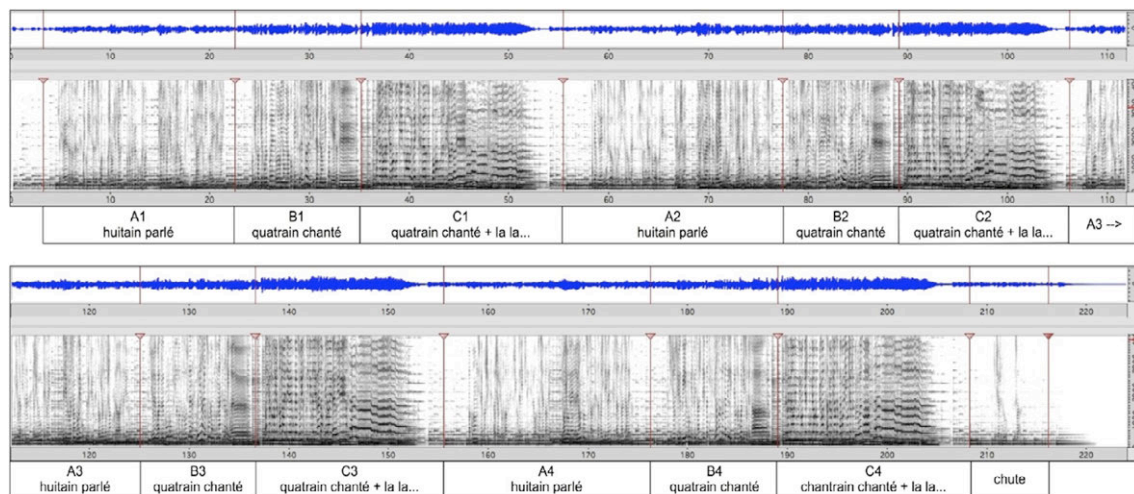 0 10 20 30 40 50 60 70 80 90 100 110
0 10 20 30 40 50 60 70 80 90 100 110
A1 B1 C1 A2 B2 C2 A3 -->
huitain parlé quatrain chanté quatrain chanté + la la... huitain parlé quatrain chanté quatrain chanté + la la...
120 130 140 150 160 170 180 190 200 210 220
120 130 140 150 160 170 180 190 200 210 220
A3 B3 C3 A4 B4 C4 chute
huitain parlé quatrain chanté quatrain chanté + la la... huitain parlé quatrain chanté chantrain chanté + la la...